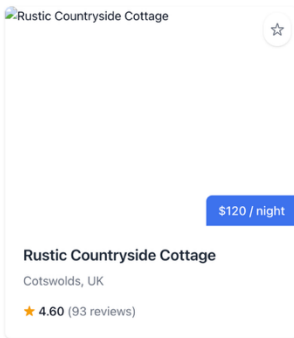 Rustic Countryside Cottage
$120 / night
Rustic Countryside Cottage
Cotswolds, UK
4.60 (93 reviews)